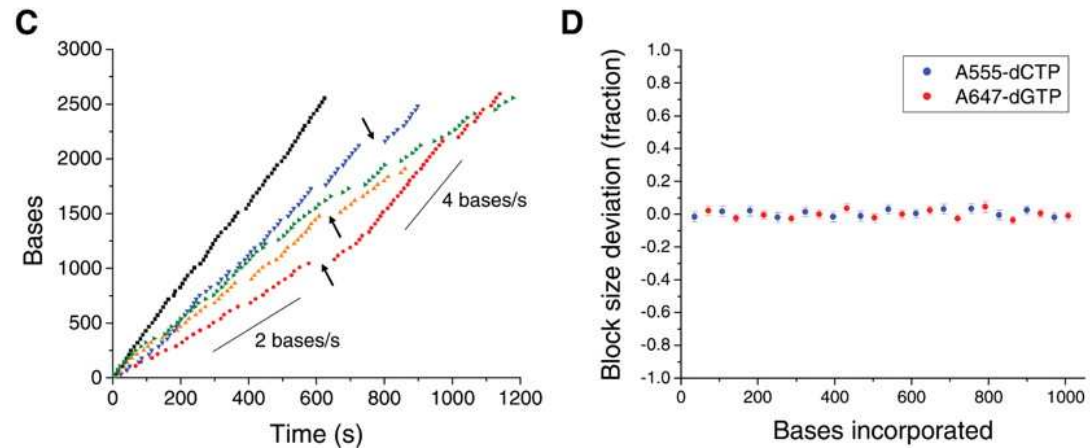 C
3000
2500
2000
1500
1000
500
0
Bases
4 bases/s
2 bases/s
0 200 400 600 800 1000 1200
Time (s)
D
1.0
0.8
0.6
0.4
0.2
0.0
-0.2
-0.4
-0.6
-0.8
-1.0
Block size deviation (fraction)
A555-dCTP
A647-dGTP
0 200 400 600 800 1000
Bases incorporated